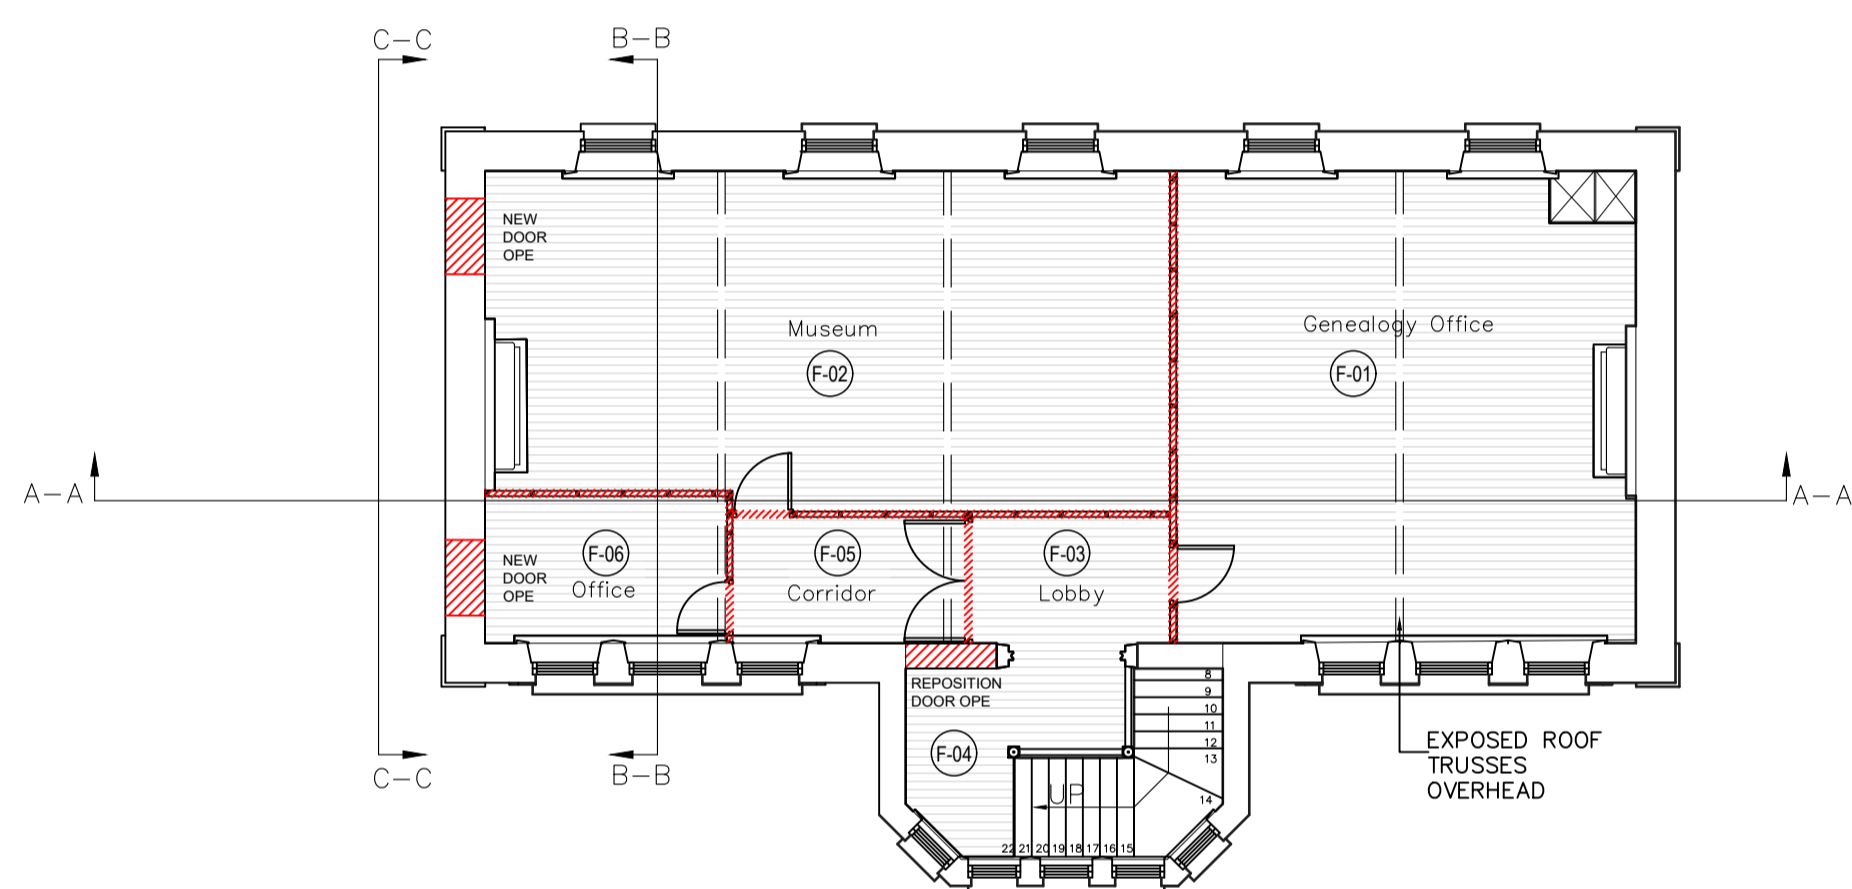 C-C
B-B
NEW
DOOR
OPE
Museum
F-02
Genealogy Office
F-01
A-A
A-A
F-06
Office
NEW
DOOR
OPE
F-05
Corridor
F-03
Lobby
REPOSITION
DOOR OPE
F-04
8
9
10
11
12
13
14
UP
22 21 20 19 18 17 16 15
EXPOSED ROOF
TRUSSES
OVERHEAD
C-C
B-B